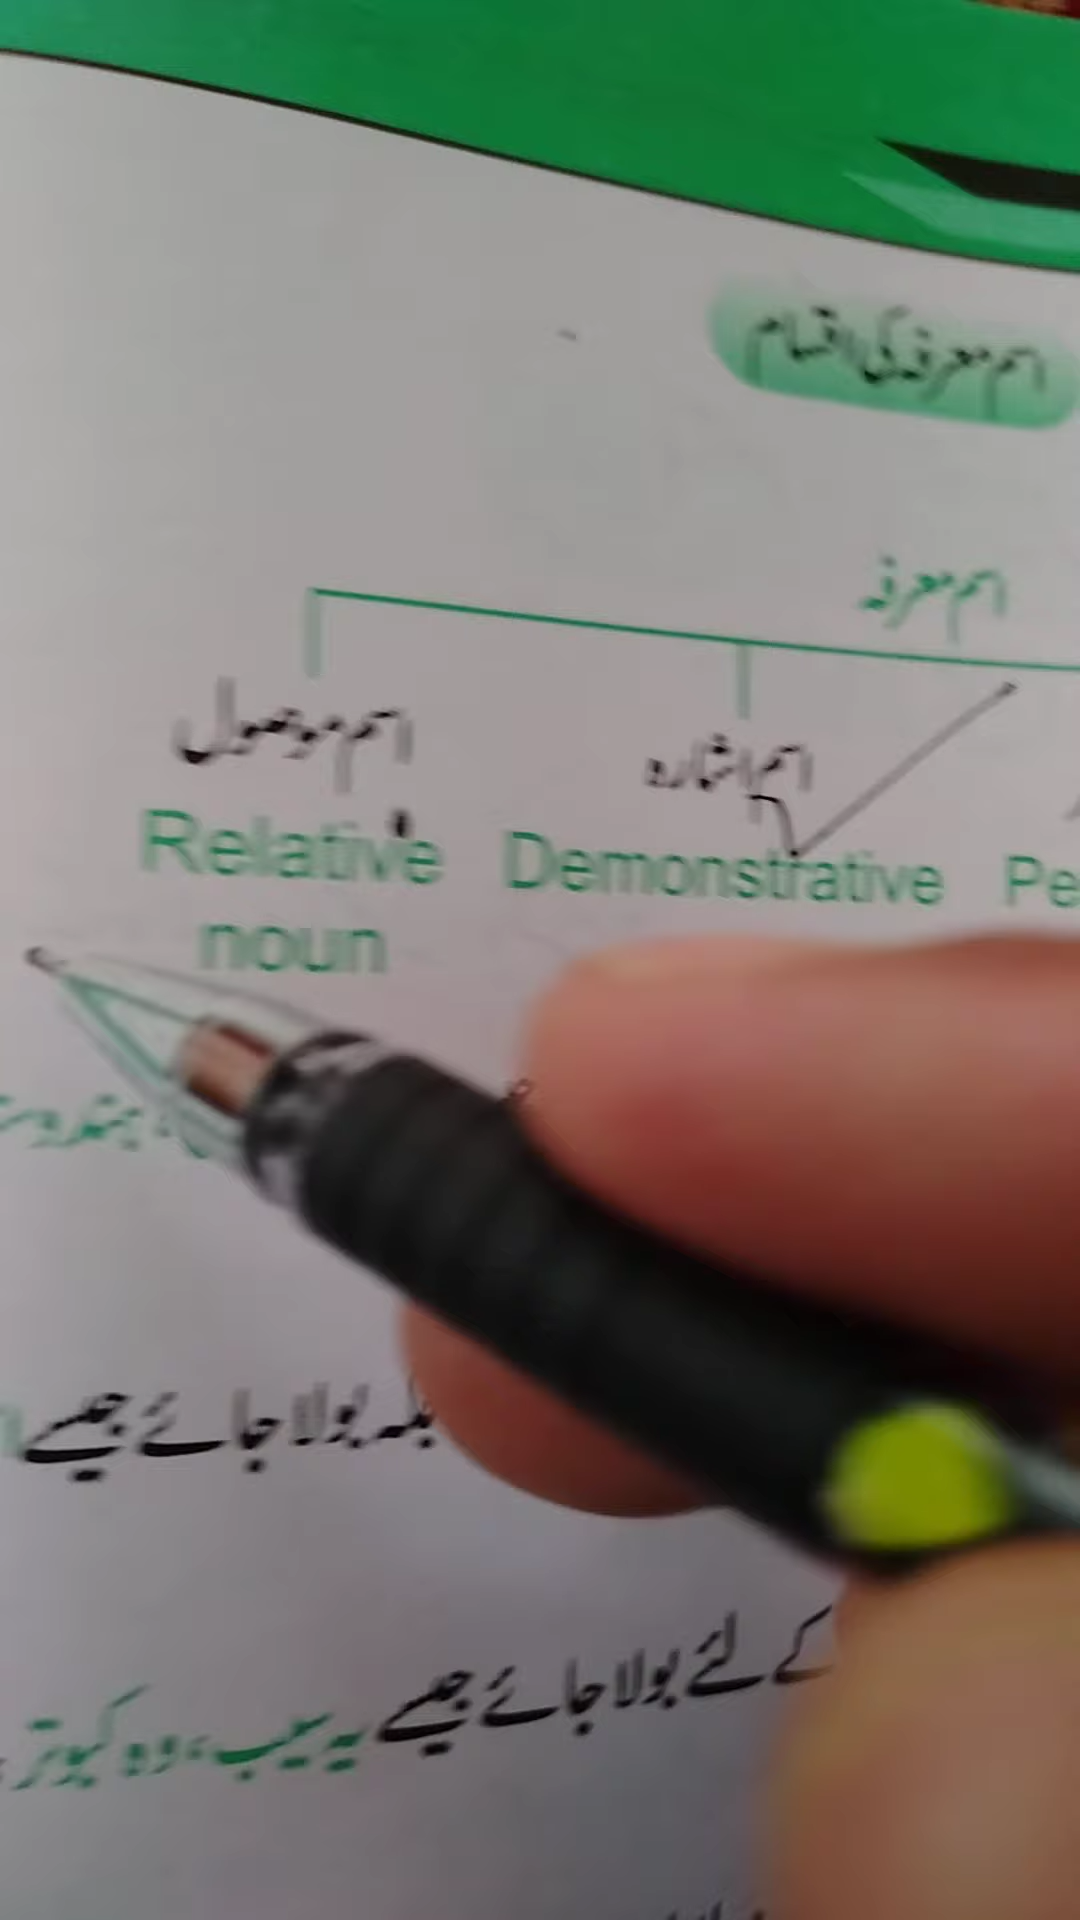 اسم معرفہ کی اقسام
اسم معرفہ
اسم اشارہ
اسم موصول
Relative Demonstrative Pe
noun
بولا جائے جیسے
کے لئے بولا جائے جیسے یہ سیب، وہ کبوتر،